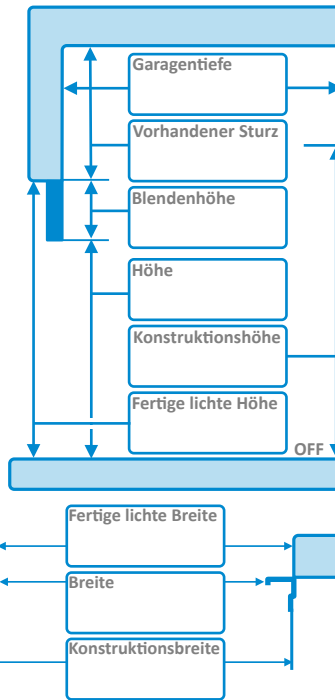 Garagentiefe
Vorhandener Sturz
Blendenhöhe
Höhe
Konstruktionshöhe
Fertige lichte Höhe
OFF
Fertige lichte Breite
Breite
Konstruktionsbreite